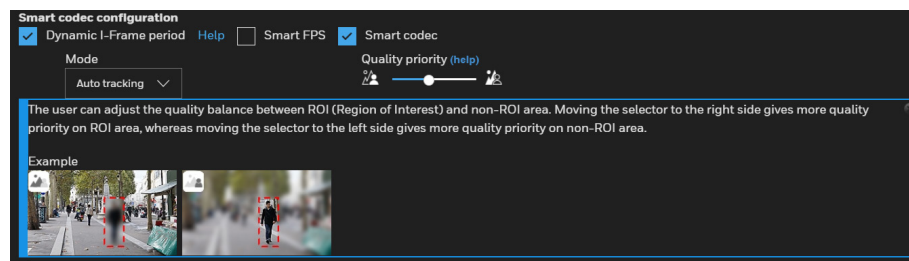 Smart codec configuration
Dynamic I-Frame period Help Smart FPS Smart codec
Mode Quality priority (help)
Auto tracking
The user can adjust the quality balance between ROI (Region of Interest) and non-ROI area. Moving the selector to the right side gives more quality
priority on ROI area, whereas moving the selector to the left side gives more quality priority on non-ROI area.
Example